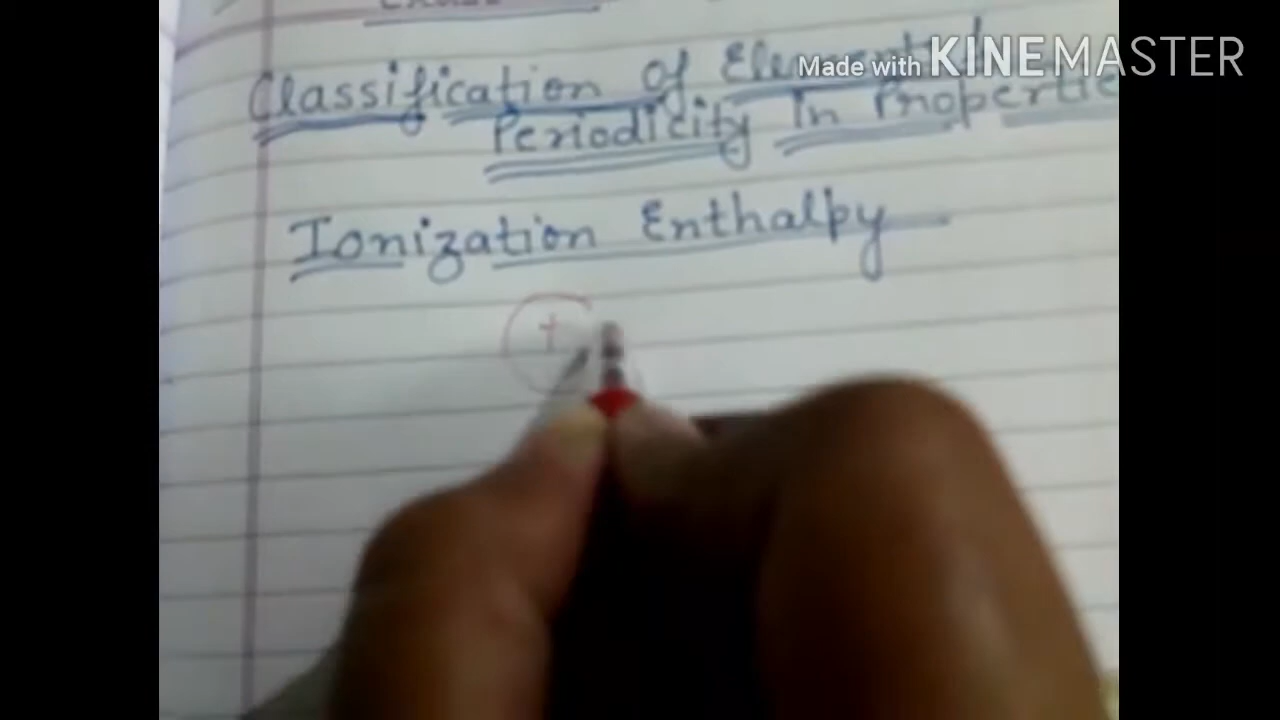 Made with KINEMASTER
Classification of
Periodicity In
Ionization Enthalpy
+